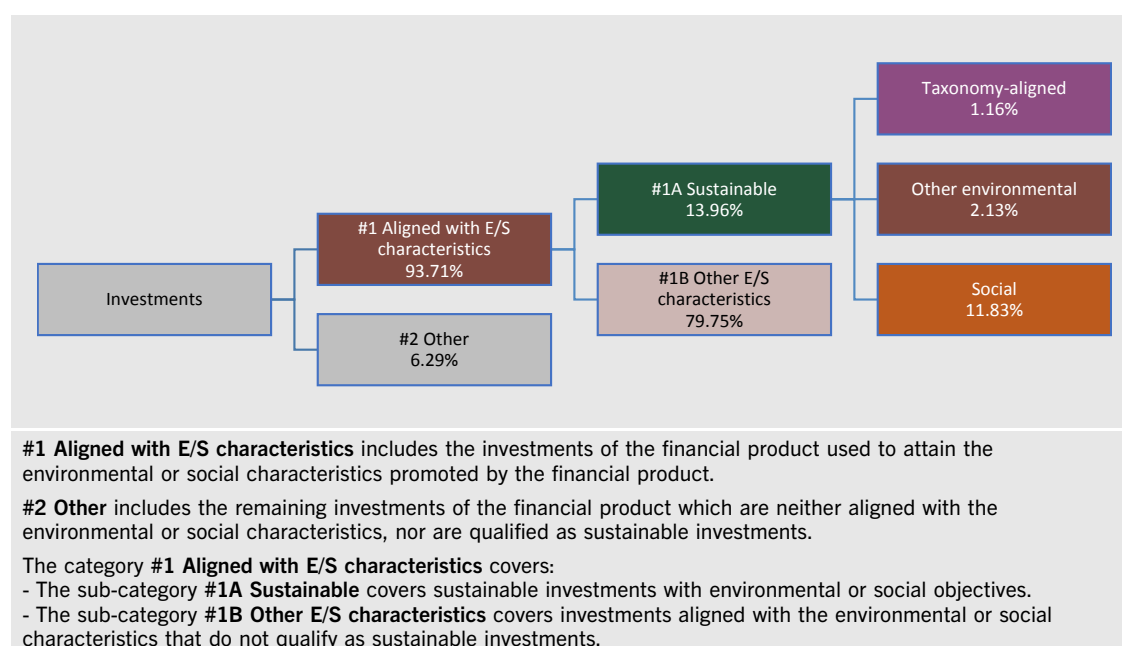 Taxonomy-aligned
1.16%
#1A Sustainable
13.96%
Other environmental
2.13%
#1 Aligned with E/S
characteristics
93.71%
Investments
#1B Other E/S
characteristics
79.75%
Social
11.83%
#2 Other
6.29%
#1 Aligned with E/S characteristics includes the investments of the financial product used to attain the
environmental or social characteristics promoted by the financial product.
#2 Other includes the remaining investments of the financial product which are neither aligned with the
environmental or social characteristics, nor are qualified as sustainable investments.
The category #1 Aligned with E/S characteristics covers:
- The sub-category #1A Sustainable covers sustainable investments with environmental or social objectives.
- The sub-category #1B Other E/S characteristics covers investments aligned with the environmental or social
characteristics that do not qualify as sustainable investments.